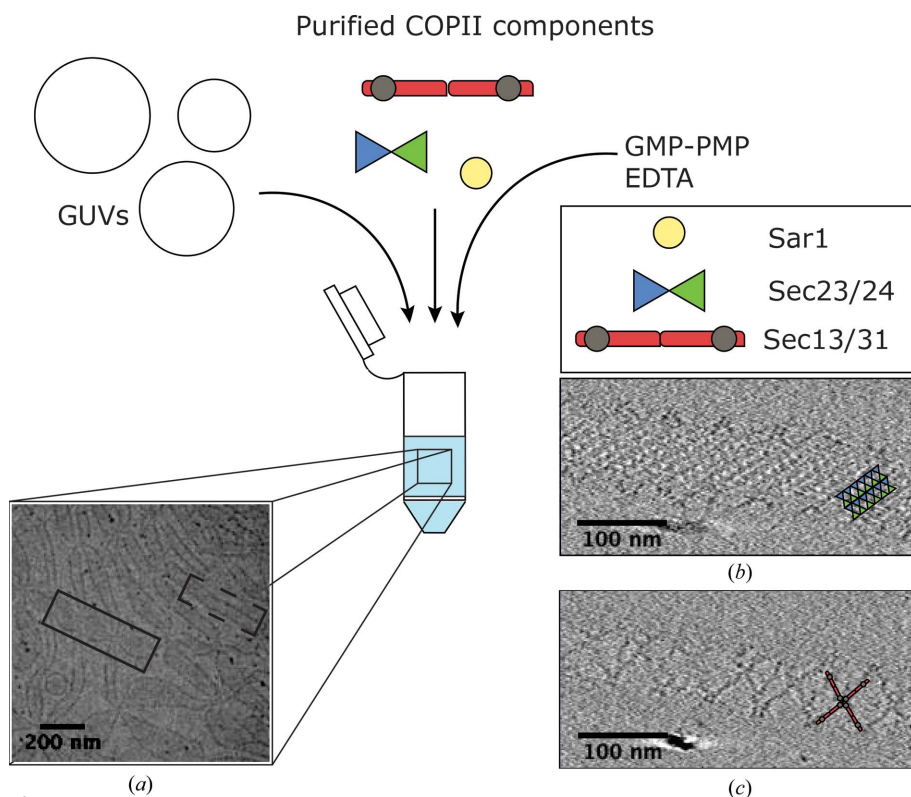 Purified COPII components
GUVs
GMP-PMP
EDTA
Sar1
Sec23/24
Sec13/31
100 nm
(b)
200 nm
(a)
100 nm
(c)